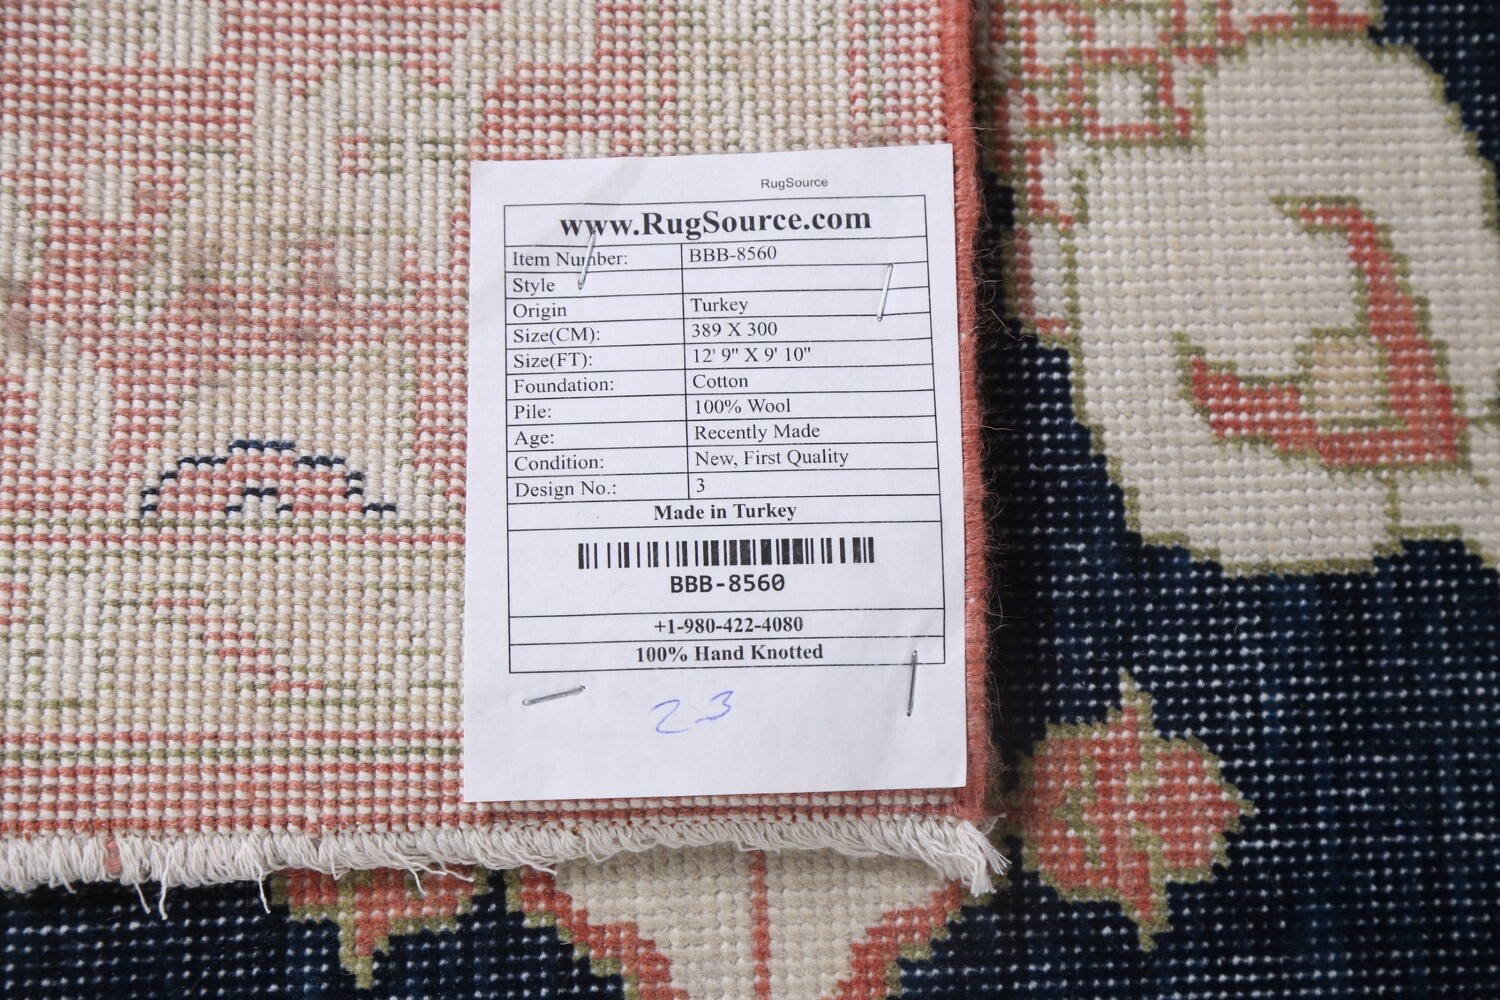 RugSource
www.RugSource.com
Item Number: BBB-8560
Style
Origin Turkey
Size(CM): 389 X 300
Size(FT): 12' 9" X 9' 10"
Foundation: Cotton
Pile: 100% Wool
Age: Recently Made
Condition: New, First Quality
Design No.: 3
Made in Turkey
BBB-8560
+1-980-422-4080
100% Hand Knotted
23